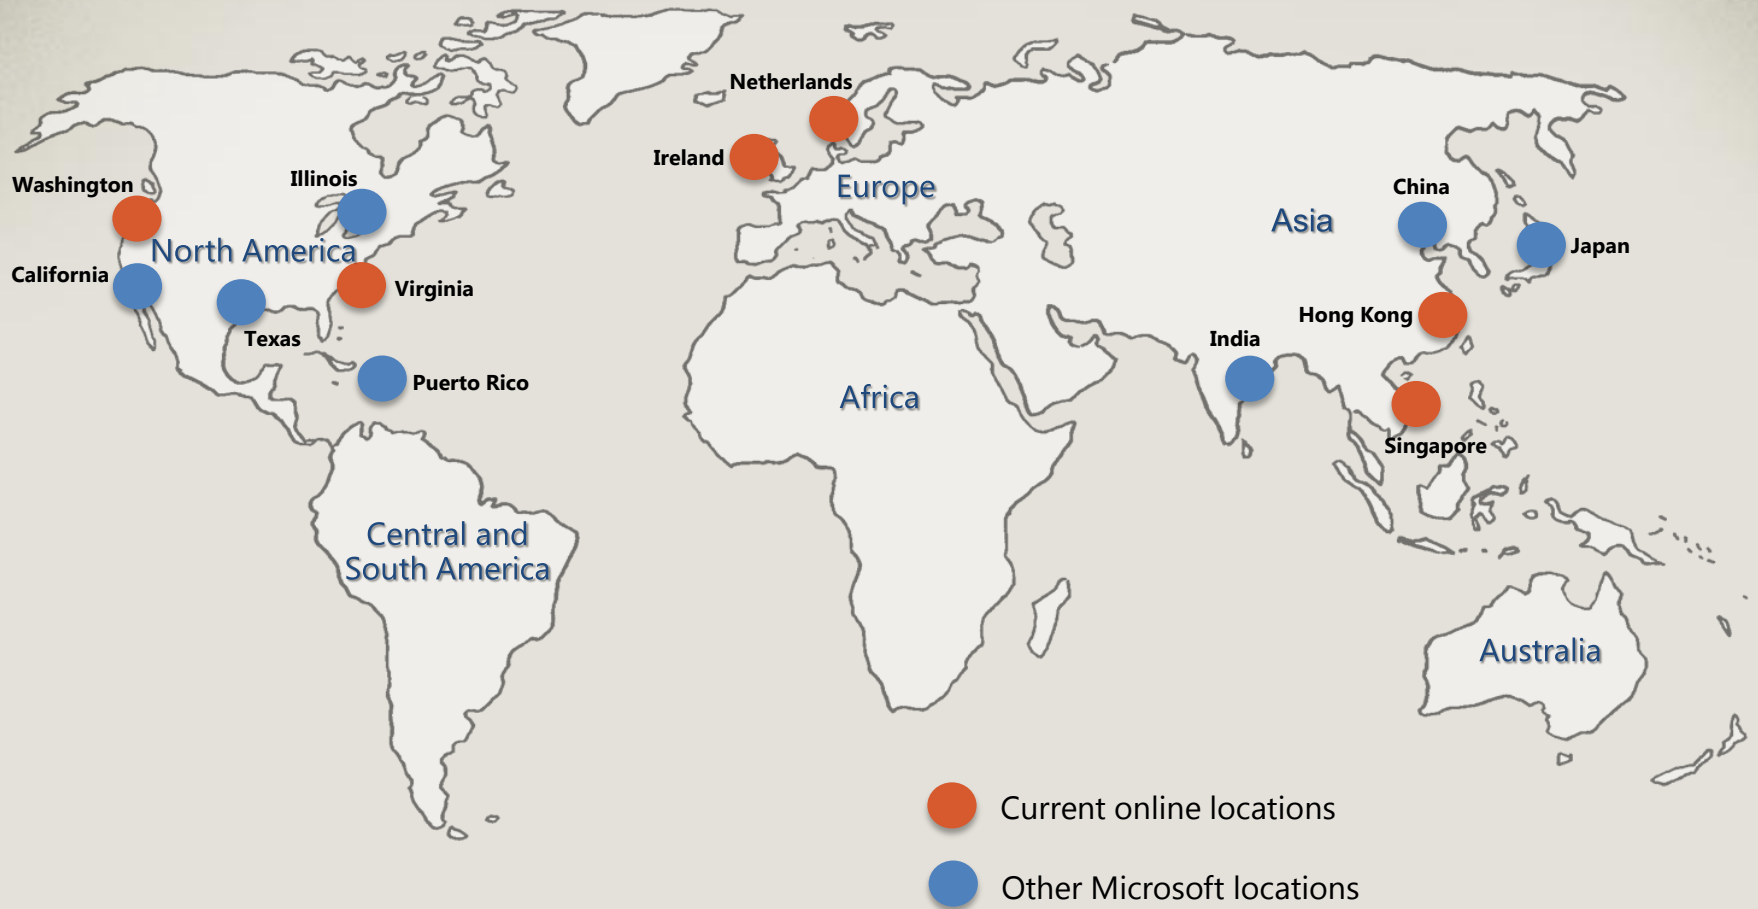 Netherlands
Ireland
Europe
Washington
Illinois
North America
California
Virginia
Texas
Puerto Rico
China
Asia
Japan
Hong Kong
India
Singapore
Africa
Central and
South America
Australia
Current online locations
Other Microsoft locations